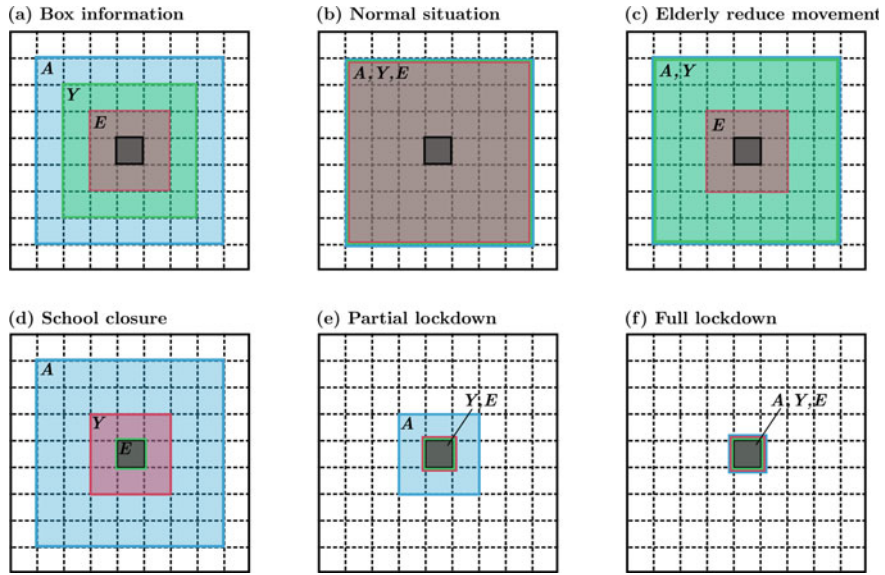 (a) Box information
A
Y
E
(b) Normal situation
A, Y, E
(c) Elderly reduce movement
A, Y
E
(d) School closure
A
Y
E
(e) Partial lockdown
Y, E
A
(f) Full lockdown
A, Y, E